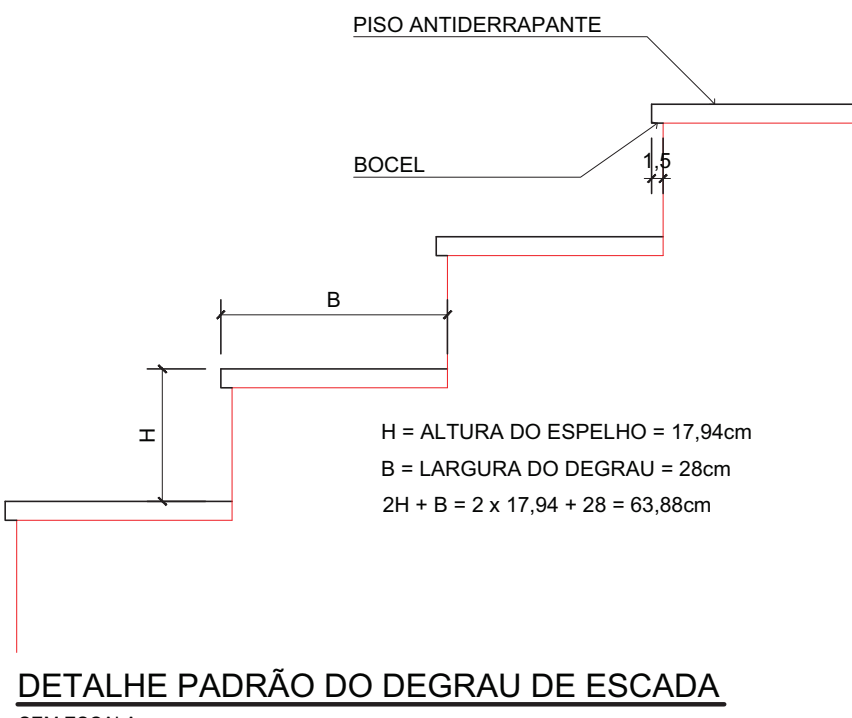 PISO ANTIDERRAPANTE
BOCEL
1,5
B
H
H = ALTURA DO ESPELHO = 17,94cm
B = LARGURA DO DEGRAU = 28cm
2H + B = 2 x 17,94 + 28 = 63,88cm
DETALHE PADRÃO DO DEGRAU DE ESCADA